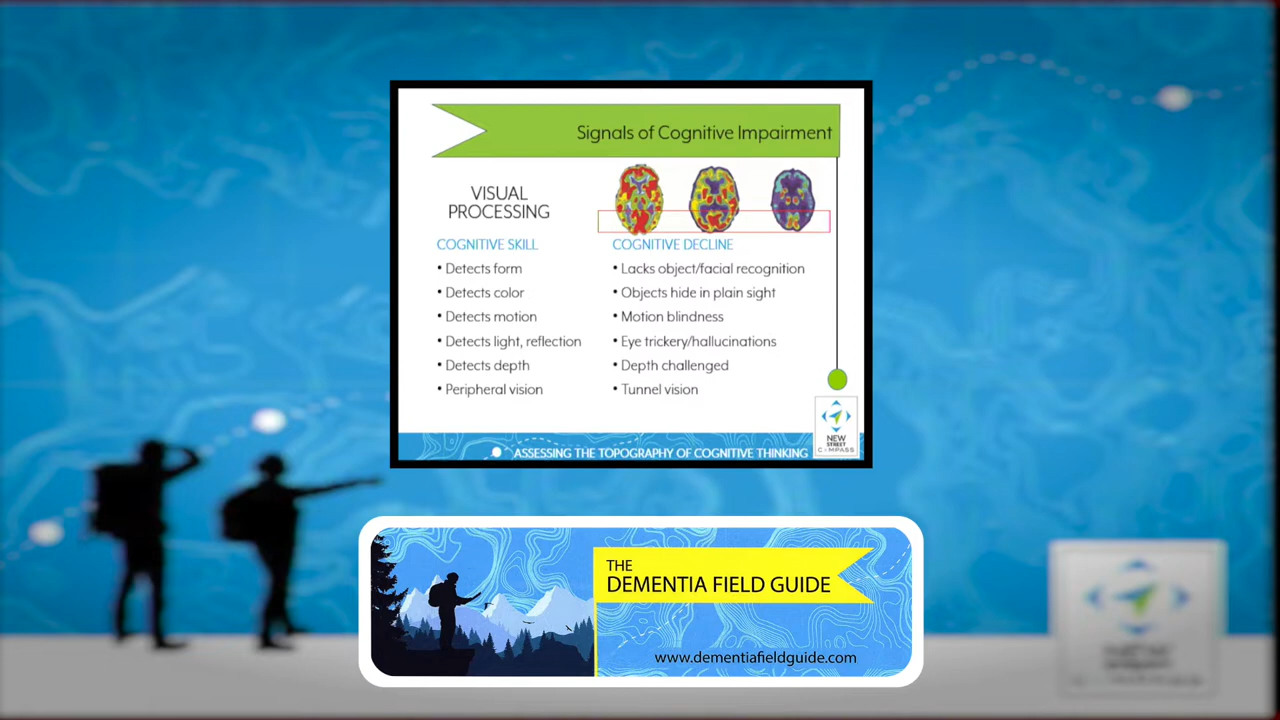 Signals of Cognitive Impairment
VISUAL
PROCESSING
COGNITIVE SKILL
• Detects form
• Detects color
• Detects motion
• Detects light, reflection
• Detects depth
• Peripheral vision
COGNITIVE DECLINE
• Lacks object/facial recognition
• Objects hide in plain sight
• Motion blindness
• Eye trickery/hallucinations
• Depth challenged
• Tunnel vision
NEW
STREET
COMPASS
ASSESSING THE TOPOGRAPHY OF COGNITIVE THINKING
THE
DEMENTIA FIELD GUIDE
www.dementiafieldguide.com